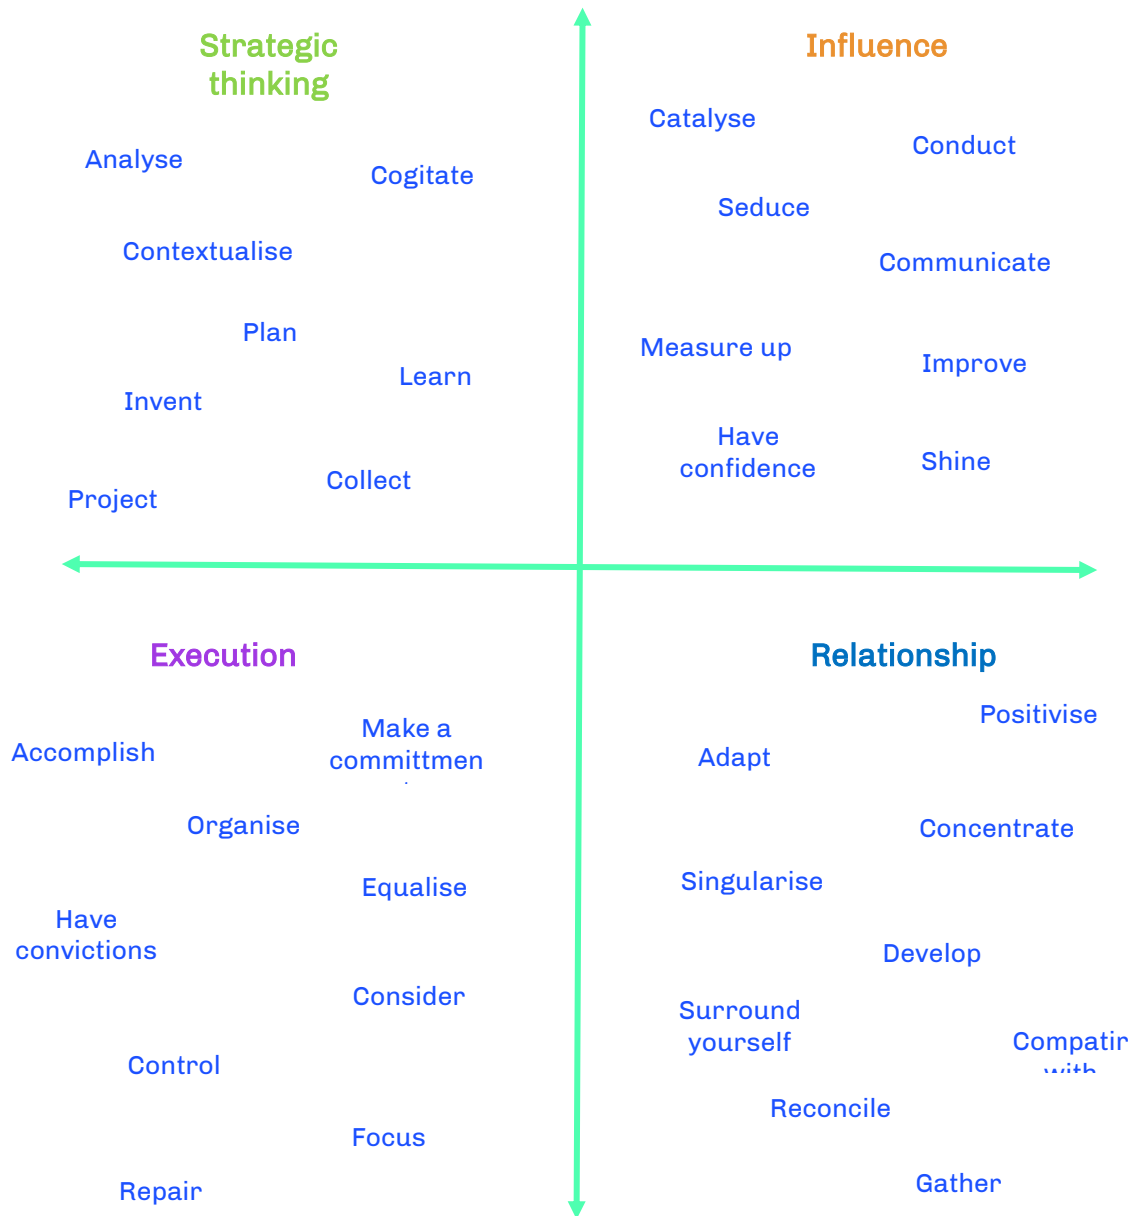 Strategic
thinking
Analyse
Cogitate
Contextualise
Plan
Learn
Invent
Collect
Project
Influence
Catalyse
Conduct
Seduce
Communicate
Measure up
Improve
Have
confidence
Shine
Execution
Make a
committmen
Accomplish
Organise
Equalise
Have
convictions
Consider
Control
Focus
Repair
Relationship
Positivise
Adapt
Concentrate
Singularise
Develop
Surround
yourself
Compatir
with
Reconcile
Gather